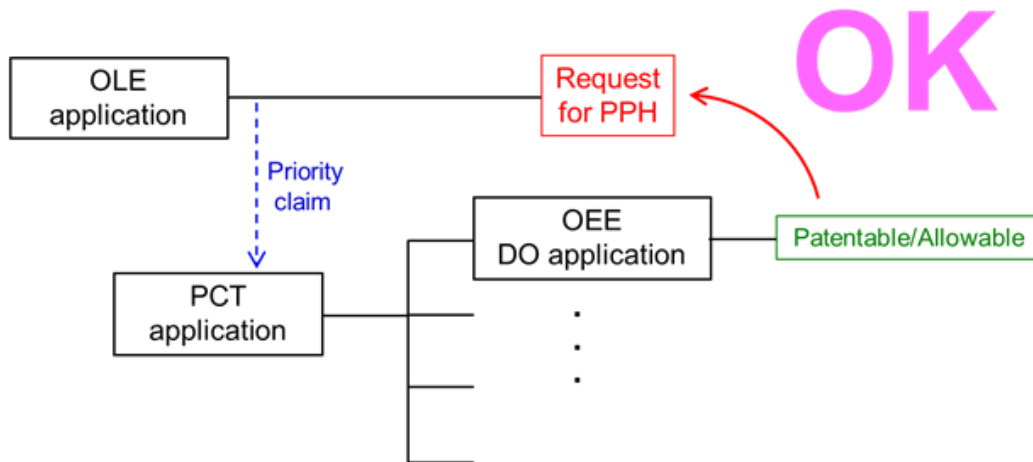 OK
OLE
application
Request
for PPH
Priority
claim
OEE
DO application
Patentable/Allowable
PCT
application